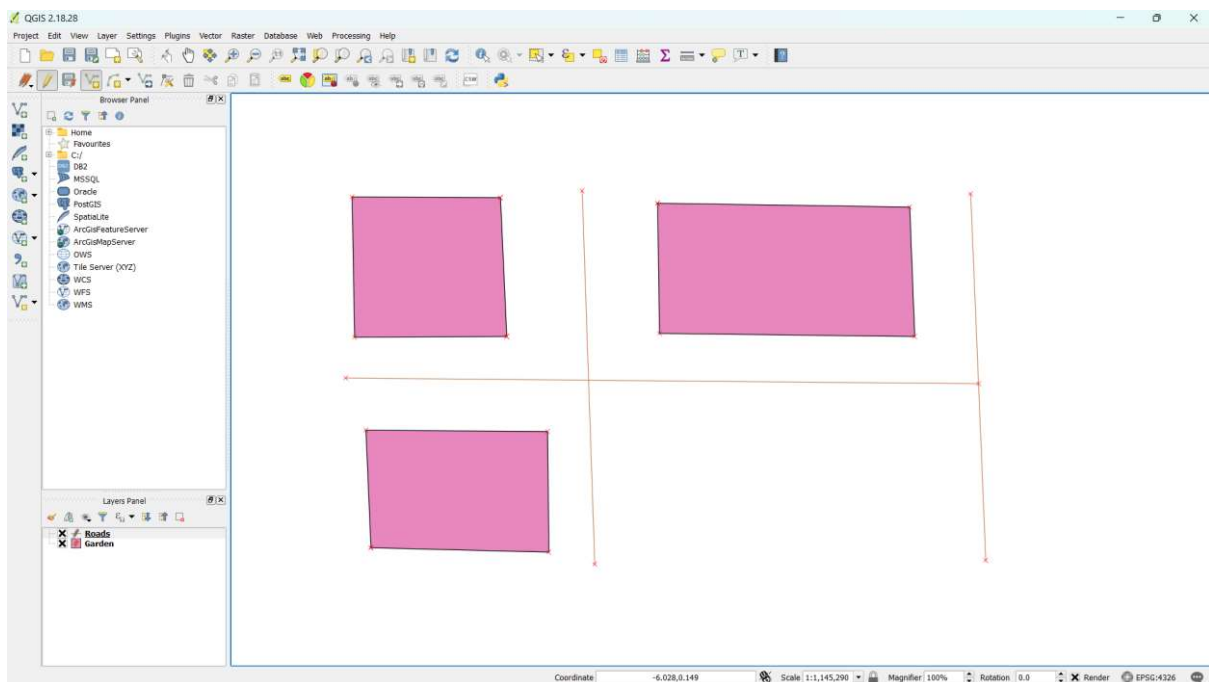 QGIS 2.18.28
Project Edit View Layer Settings Plugins Vector Raster Database Web Processing Help
Browser Panel
Home
Favourites
C:/
DB2
MSSQL
Oracle
PostGIS
SpatiaLite
ArcGisFeatureServer
ArcGisMapServer
OWS
Tile Server (XYZ)
WCS
WFS
WMS
Layers Panel
Roads
Garden
Coordinate -6.028,0.149 Scale 1:1,145,290 Magnifier 100% Rotation 0.0 Render EPSG:4326